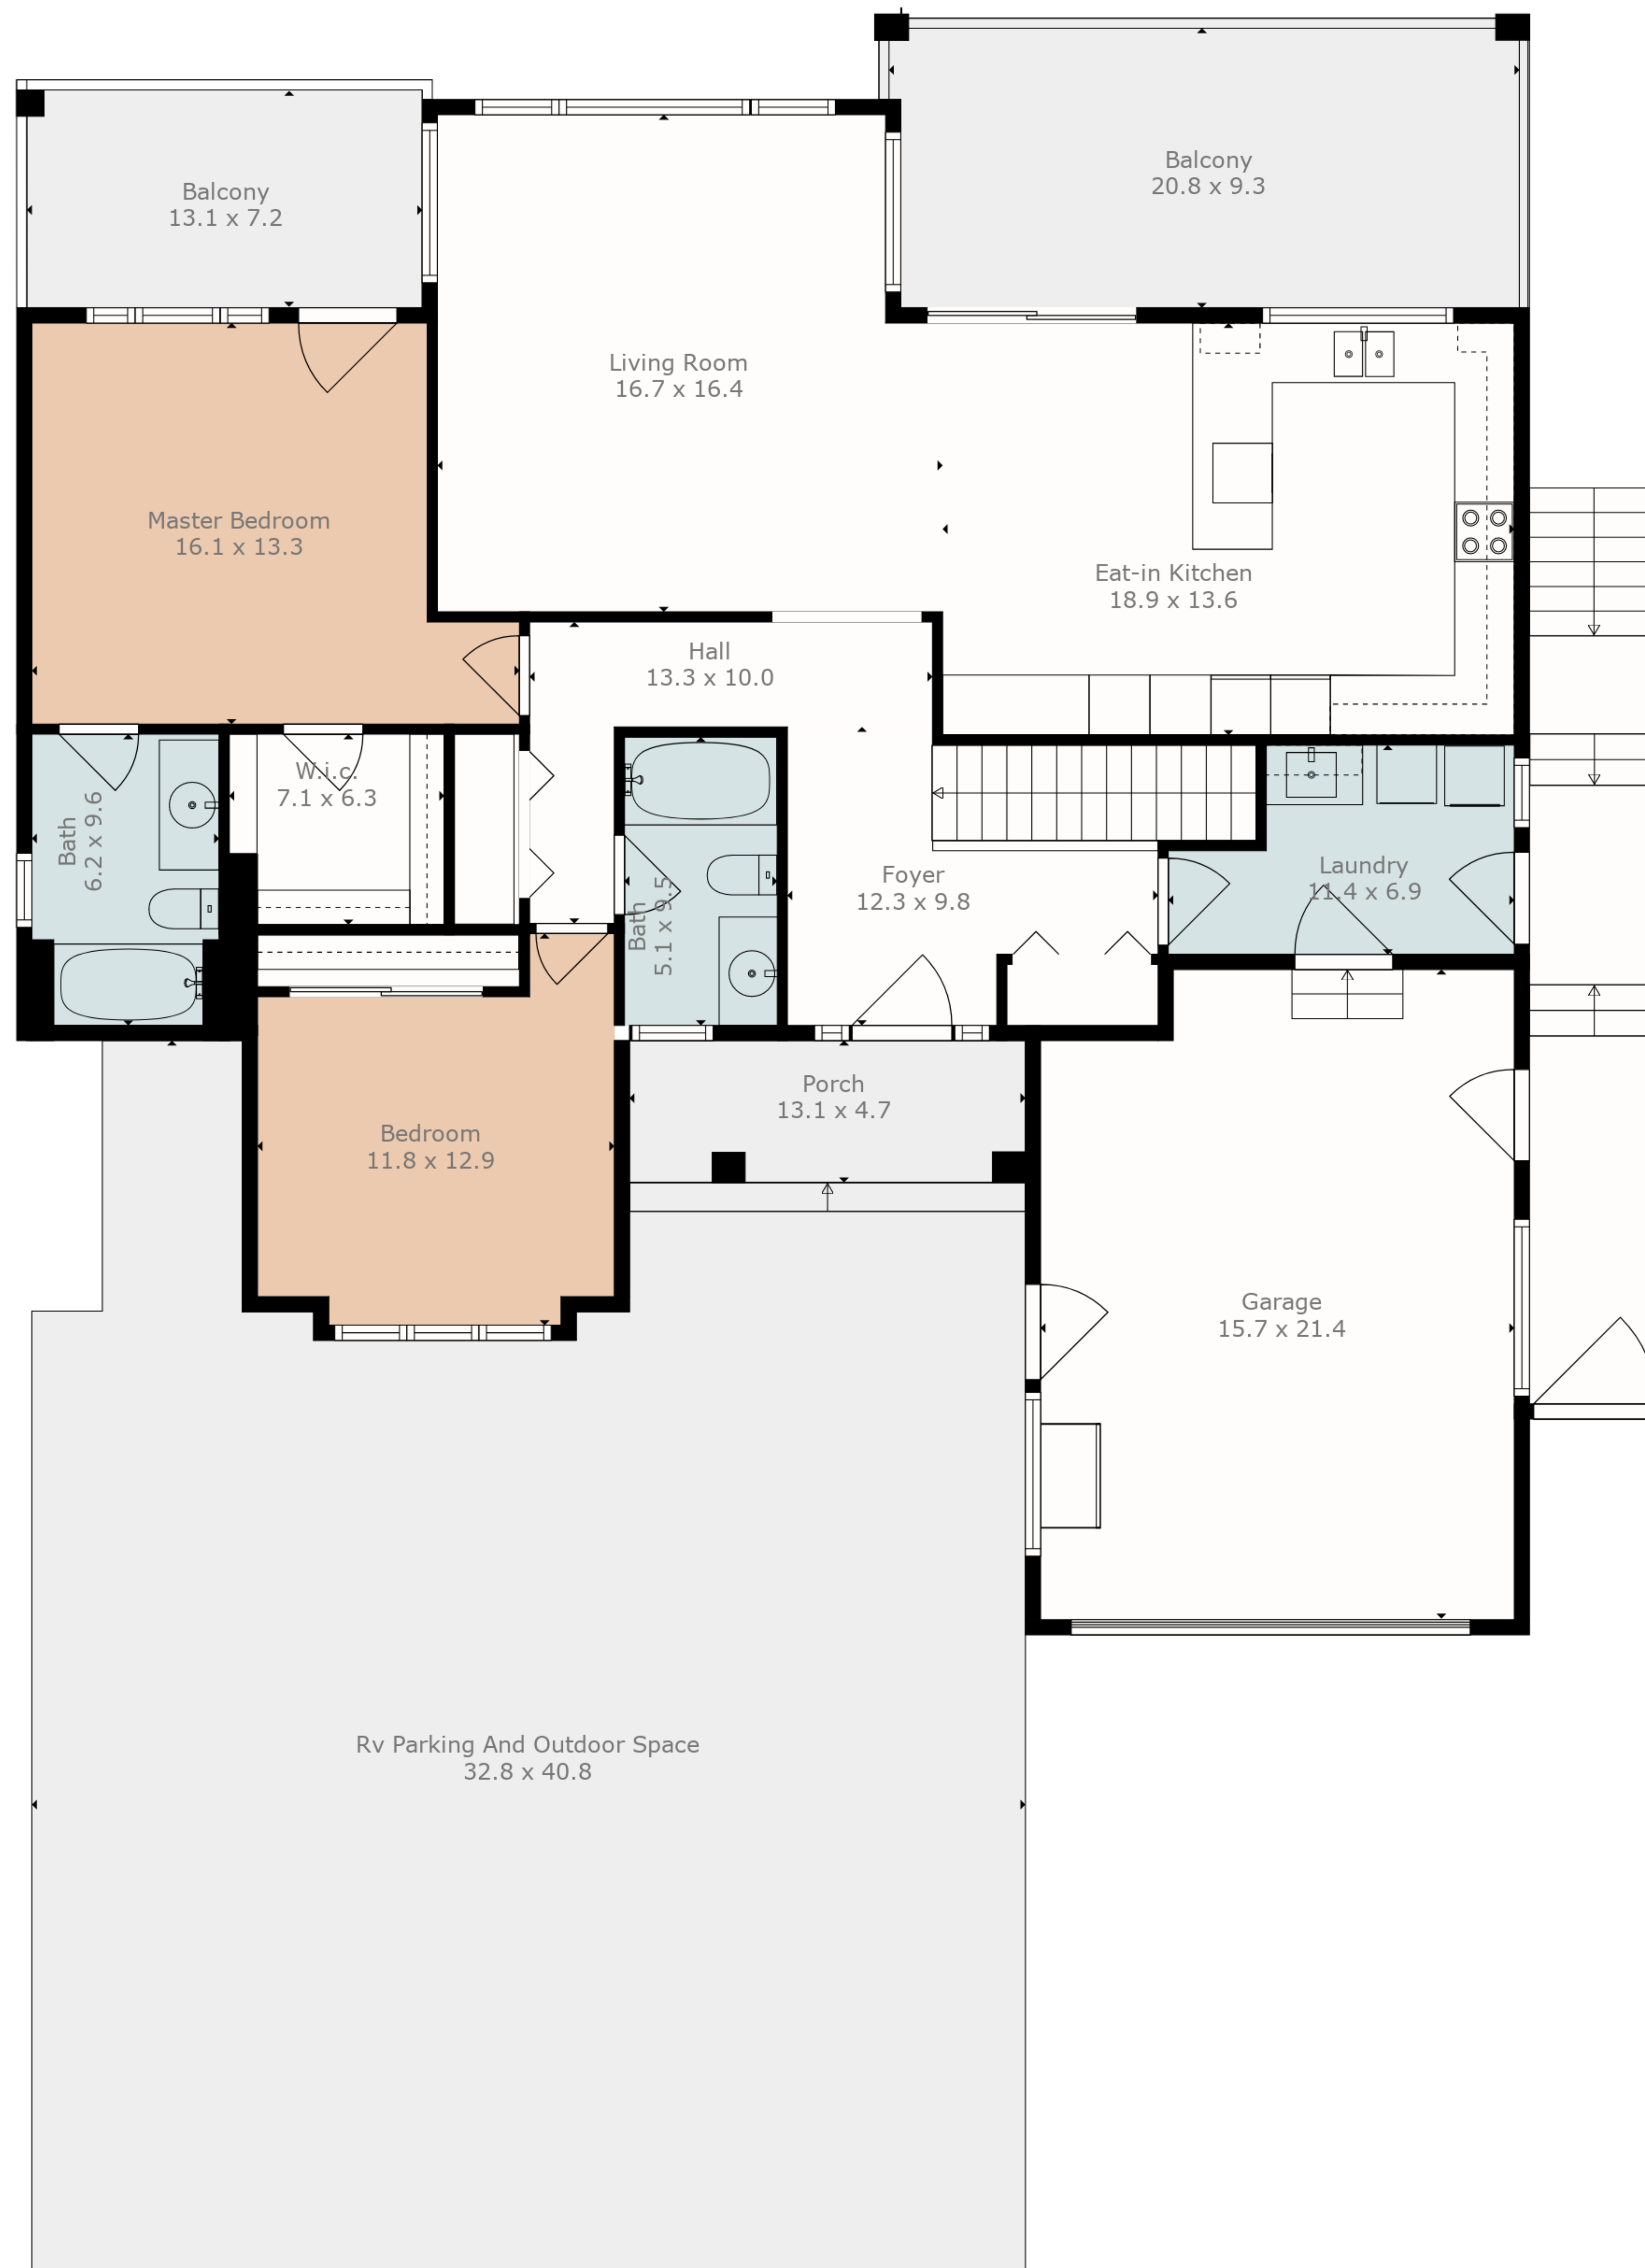 Balcony
20.8 x 9.3
Balcony
13.1 x 7.2
Living Room
16.7 x 16.4
Master Bedroom
16.1 x 13.3
Eat-in Kitchen
18.9 x 13.6
Hall
13.3 x 10.0
W.i.c.
7.1 x 6.3
Bath
6.2 x 9.6
Bath
5.1 x 9.5
Foyer
12.3 x 9.8
Laundry
11.4 x 6.9
Porch
13.1 x 4.7
Bedroom
11.8 x 12.9
Garage
15.7 x 21.4
Rv Parking And Outdoor Space
32.8 x 40.8